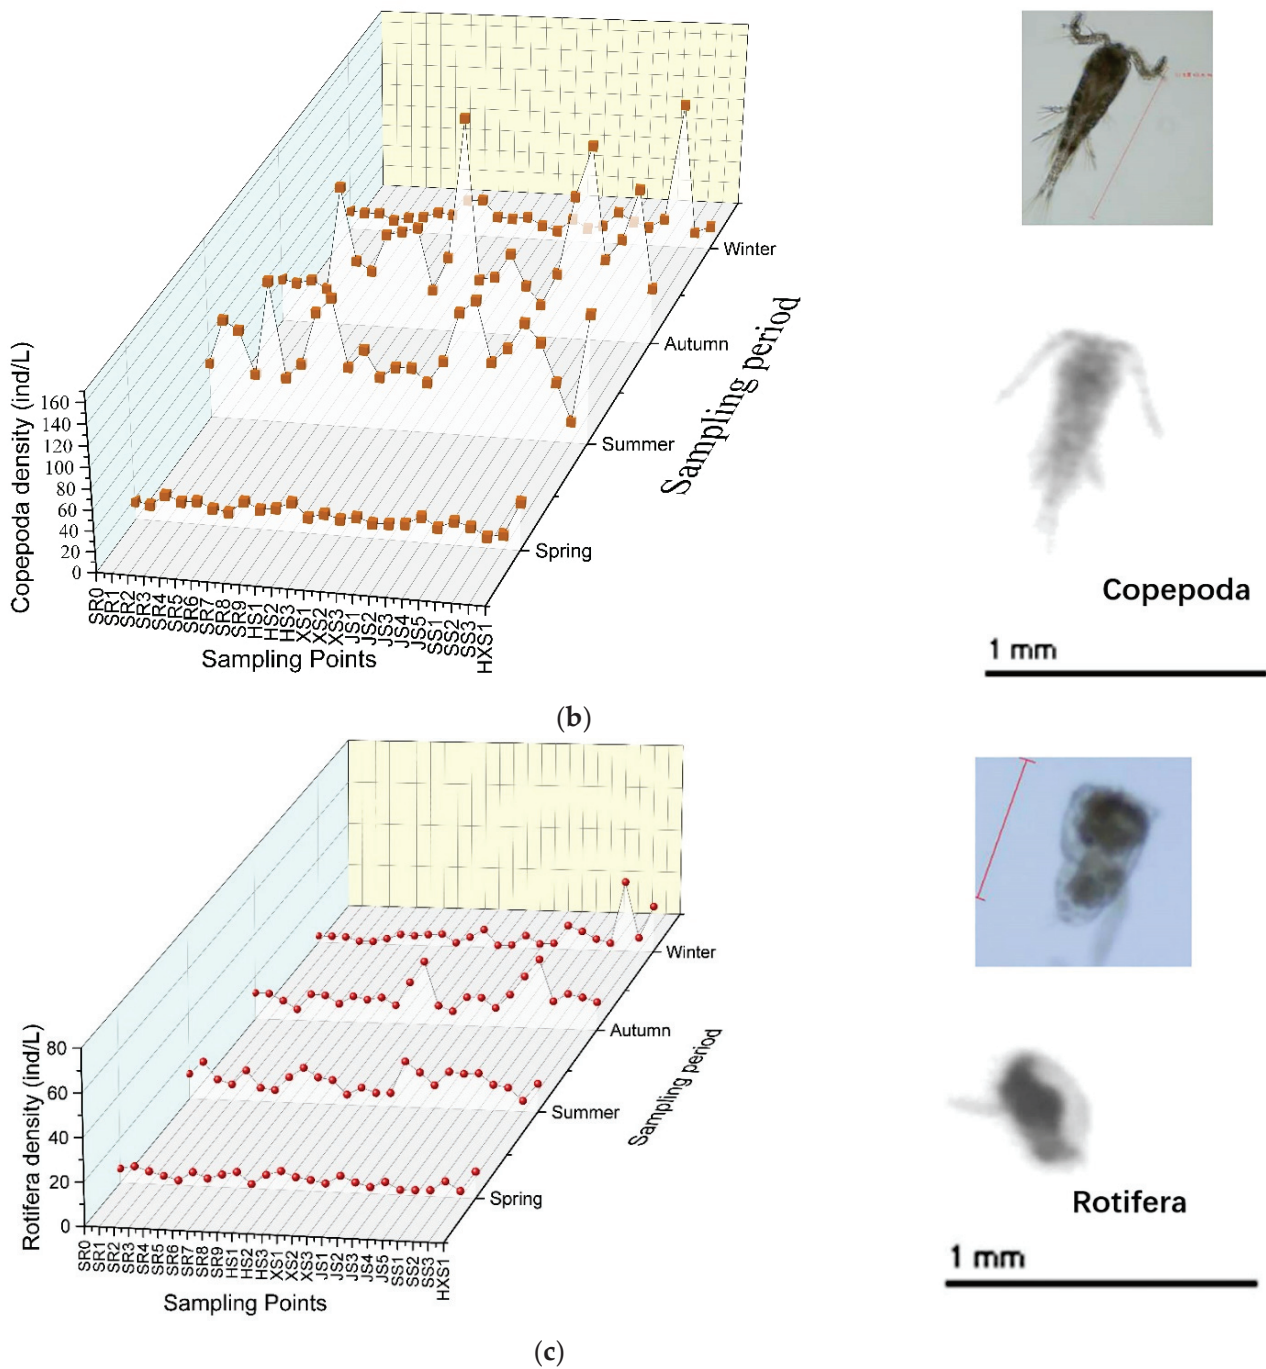 Copepoda density (ind/L)
160
140
120
100
80
60
40
20
0
SR0
SR1
SR2
SR3
SR4
SR5
SR6
SR7
SR8
SR9
HS1
HS2
HS3
XS1
XS2
XS3
JS1
JS2
JS3
JS4
JS5
SS1
SS2
SS3
HXS1
Sampling Points
Spring
Summer
Autumn
Winter
Sampling period
Copepoda
1 mm
(b)
Rotifera density (ind/L)
80
60
40
20
0
SR0
SR1
SR2
SR3
SR4
SR5
SR6
SR7
SR8
SR9
HS1
HS2
HS3
XS1
XS2
XS3
JS1
JS2
JS3
JS4
JS5
SS1
SS2
SS3
HXS1
Sampling Points
Spring
Summer
Autumn
Winter
Sampling period
Rotifera
1 mm
(c)